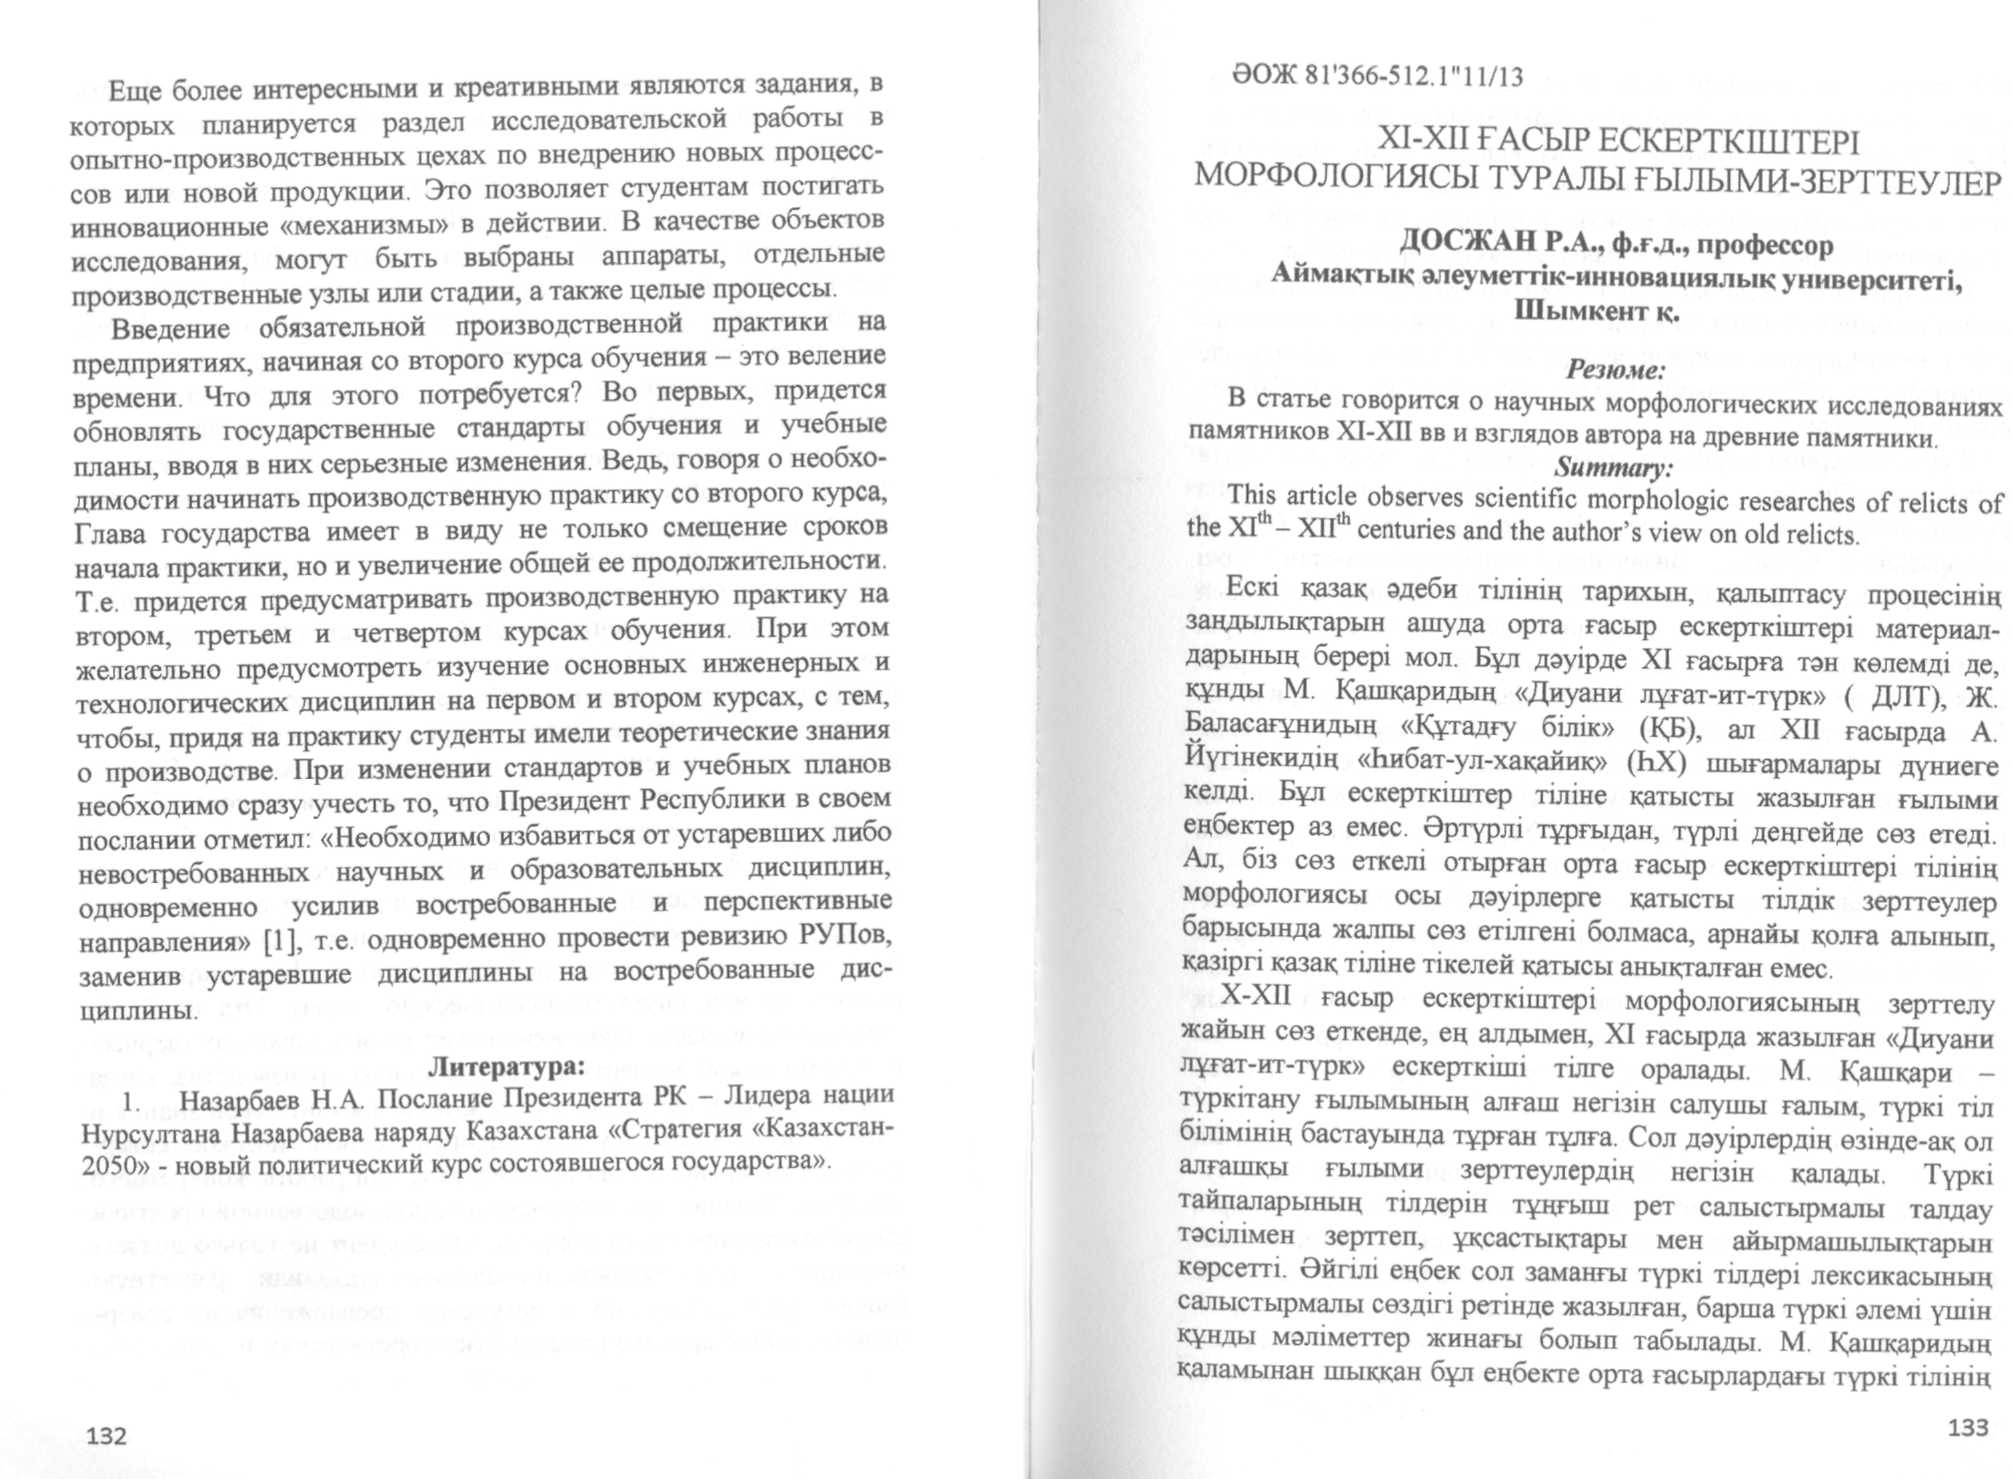 Еще более интересными и креативными являются задания, в
которых планируется раздел исследовательской работы в
опытно-производственных цехах по внедрению новых процесс-
сов или новой продукции. Это позволяет студентам постигать
инновационные «механизмы» в действии. В качестве объектов
исследования, могут быть выбраны аппараты, отдельные
производственные узлы или стадии, а также целые процессы.
Введение обязательной производственной практики на
предприятиях, начиная со второго курса обучения – это веление
времени. Что для этого потребуется? Во первых, придется
обновлять государственные стандарты обучения и учебные
планы, вводя в них серьезные изменения. Ведь, говоря о необхо-
димости начинать производственную практику со второго курса,
Глава государства имеет в виду не только смещение сроков
начала практики, но и увеличение общей ее продолжительности.
Т.е. придется предусматривать производственную практику на
втором, третьем и четвертом курсах обучения. При этом
желательно предусмотреть изучение основных инженерных и
технологических дисциплин на первом и втором курсах, с тем,
чтобы, придя на практику студенты имели теоретические знания
о производстве. При изменении стандартов и учебных планов
необходимо сразу учесть то, что Президент Республики в своем
послании отметил: «Необходимо избавиться от устаревших либо
невостребованных научных и образовательных дисциплин,
одновременно усилив востребованные и перспективные
направления» [1], т.е. одновременно провести ревизию РУПов,
заменив устаревшие дисциплины на востребованные дис-
циплины.
Литература:
1. Назарбаев Н.А. Послание Президента РК – Лидера нации
Нурсултана Назарбаева наряду Казахстана «Стратегия «Казахстан-
2050» - новый политический курс состоявшегося государства».
132
ӘОЖ 81'366-512.1"11/13
XI-XII ҒАСЫР ЕСКЕРТКІШТЕРІ
МОРФОЛОГИЯСЫ ТУРАЛЫ ҒЫЛЫМИ-ЗЕРТТЕУЛЕР
ДОСЖАН Р.А., ф.ғ.д., профессор
Аймақтық әлеуметтік-инновациялық университеті,
Шымкент қ.
Резюме:
В статье говорится о научных морфологических исследованиях
памятников XI-XII вв и взглядов автора на древние памятники.
Summary:
This article observes scientific morphologic researches of relicts of
the XIth – XIIth centuries and the author's view on old relicts.
Ескі қазақ әдеби тілінің тарихын, қалыптасу процесінің
заңдылықтарын ашуда орта ғасыр ескерткіштері материал-
дарының берері мол. Бұл дәуірде XI ғасырға тән көлемді де,
құнды М. Қашқаридың «Диуани лұғат-ит-түрк» ( ДЛТ), Ж.
Баласағұнидың «Құтадғу білік» (ҚБ), ал XII ғасырда А.
Йүгінекидің «Һибат-ул-хақайиқ» (ҺХ) шығармалары дүниеге
келді. Бұл ескерткіштер тіліне қатысты жазылған ғылыми
еңбектер аз емес. Әртүрлі тұрғыдан, түрлі деңгейде сөз етеді.
Ал, біз сөз еткелі отырған орта ғасыр ескерткіштері тілінің
морфологиясы осы дәуірлерге қатысты тілдік зерттеулер
барысында жалпы сөз етілгені болмаса, арнайы қолға алынып,
қазіргі қазақ тіліне тікелей қатысы анықталған емес.
X-XII ғасыр ескерткіштері морфологиясының зерттелу
жайын сөз еткенде, ең алдымен, XI ғасырда жазылған «Диуани
лұғат-ит-түрк» ескерткіші тілге оралады. М. Қашқари –
түркітану ғылымының алғаш негізін салушы ғалым, түркі тіл
білімінің бастауында тұрған тұлға. Сол дәуірлердің өзінде-ақ ол
алғашқы ғылыми зерттеулердің негізін қалады. Түркі
тайпаларының тілдерін тұңғыш рет салыстырмалы талдау
тәсілімен зерттеп, ұқсастықтары мен айырмашылықтарын
көрсетті. Әйгілі еңбек сол заманғы түркі тілдері лексикасының
салыстырмалы сөздігі ретінде жазылған, барша түркі әлемі үшін
құнды мәліметтер жинағы болып табылады. М. Қашқаридың
қаламынан шыққан бұл еңбекте орта ғасырлардағы түркі тілінің
133